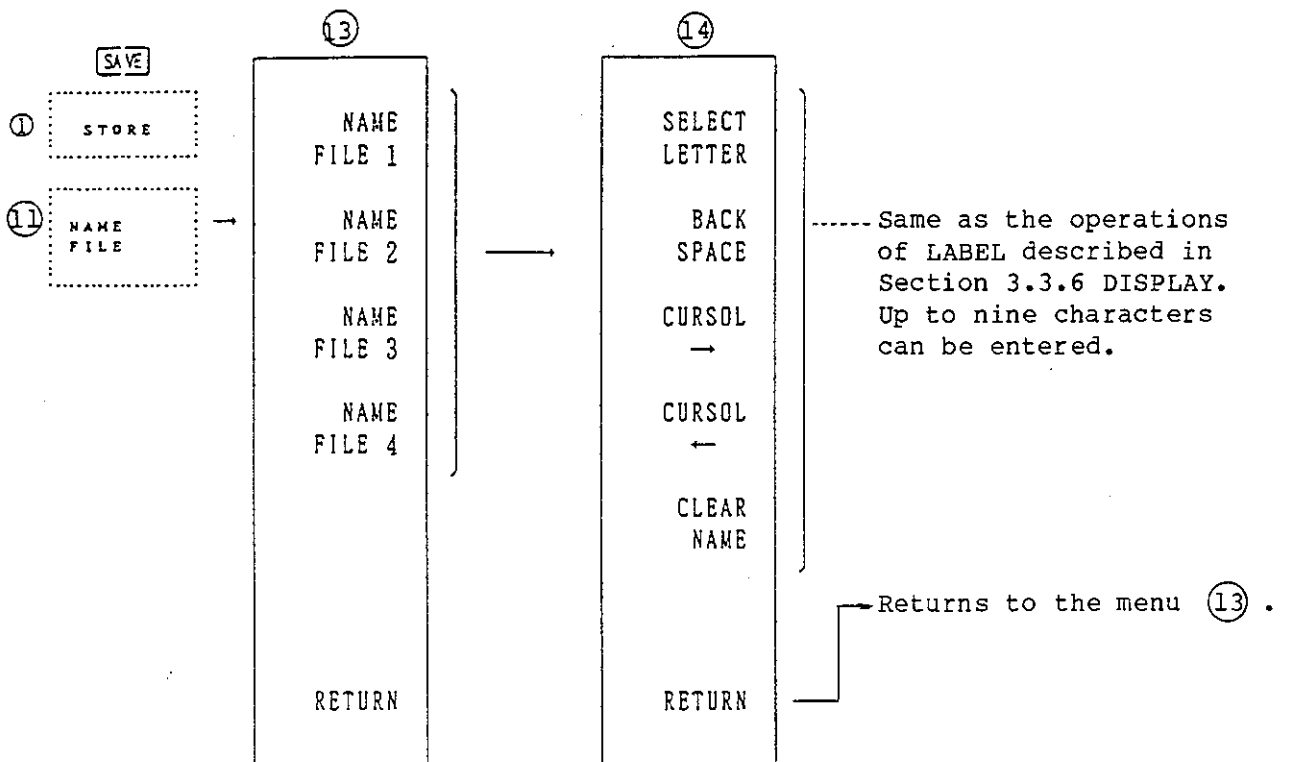 SAVE
① STORE
⑪ NAME
FILE
→
⑬
NAME
FILE 1
NAME
FILE 2
NAME
FILE 3
NAME
FILE 4
RETURN
→
⑭
SELECT
LETTER
BACK
SPACE
CURSOL
→
CURSOL
←
CLEAR
NAME
RETURN
Same as the operations
of LABEL described in
Section 3.3.6 DISPLAY.
Up to nine characters
can be entered.
Returns to the menu ⑬ .